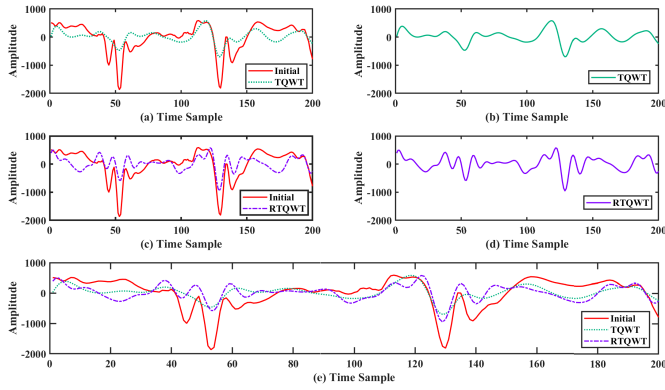 1000
0
-1000
-2000
Amplitude
0 50 100 150 200
Initial
TQWT
(a) Time Sample
1000
0
-1000
-2000
Amplitude
0 50 100 150 200
TQWT
(b) Time Sample
1000
0
-1000
-2000
Amplitude
0 50 100 150 200
Initial
RTQWT
(c) Time Sample
1000
0
-1000
-2000
Amplitude
0 50 100 150 200
RTQWT
(d) Time Sample
1000
0
-1000
-2000
Amplitude
0 20 40 60 80 100 120 140 160 180 200
Initial
TQWT
RTQWT
(e) Time Sample